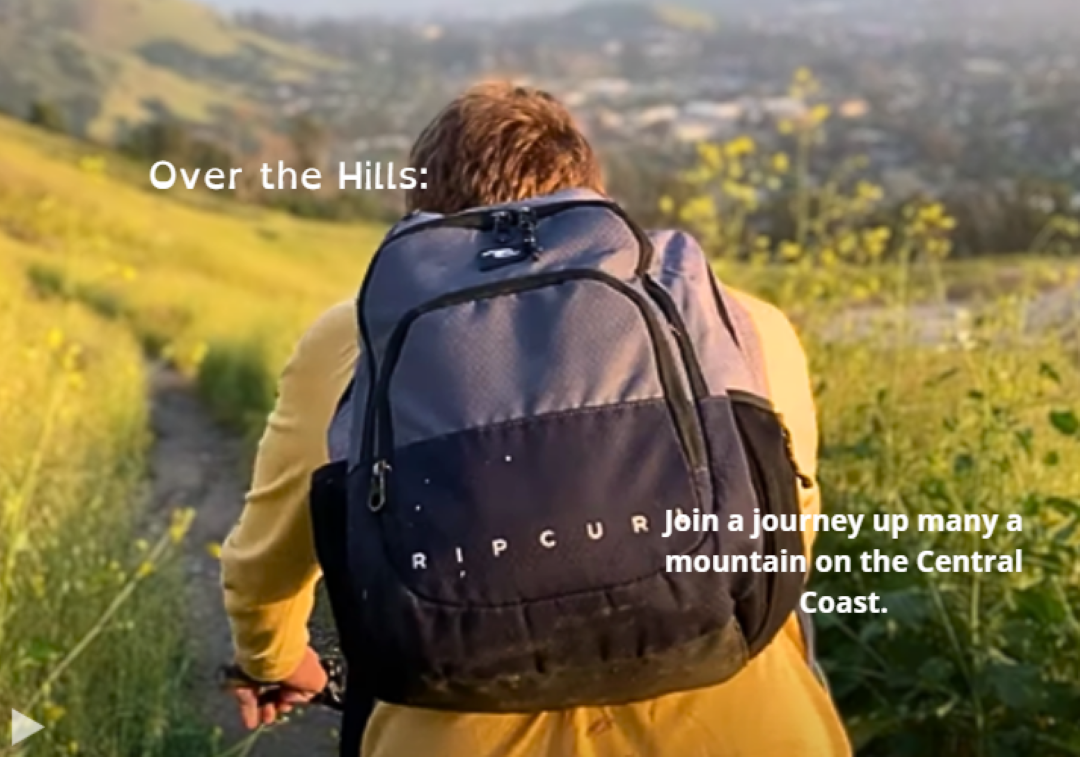 Over the Hills:
RIPCUR
Join a journey up many a
mountain on the Central
Coast.